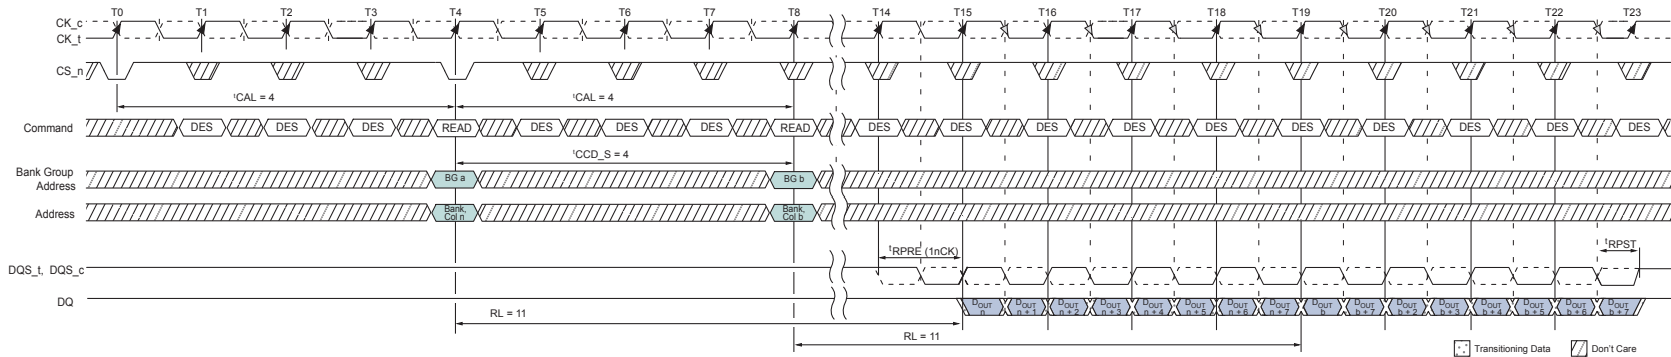 T0 T1 T2 T3 T4 T5 T6 T7 T8 T14 T15 T16 T17 T18 T19 T20 T21 T22 T23
CK_c
CK_t
CS_n
tCAL = 4 tCAL = 4
Command DES DES DES READ DES DES DES READ DES DES DES DES DES DES DES DES DES DES
tCCD_S = 4
Bank Group
Address
BG a BG b
Address
Bank, Bank,
Col n Col b
tRPRE (1nCK) tRPST
DQS_t, DQS_c
DQ
DOUT DOUT DOUT DOUT DOUT DOUT DOUT DOUT DOUT DOUT DOUT DOUT DOUT DOUT DOUT DOUT
n n + 1 n + 2 n + 3 n + 4 n + 5 n + 6 n + 7 b b + 7 b + 2 b + 3 b + 4 b + 5 b + 6 b + 7
RL = 11
RL = 11
Transitioning Data Don't Care